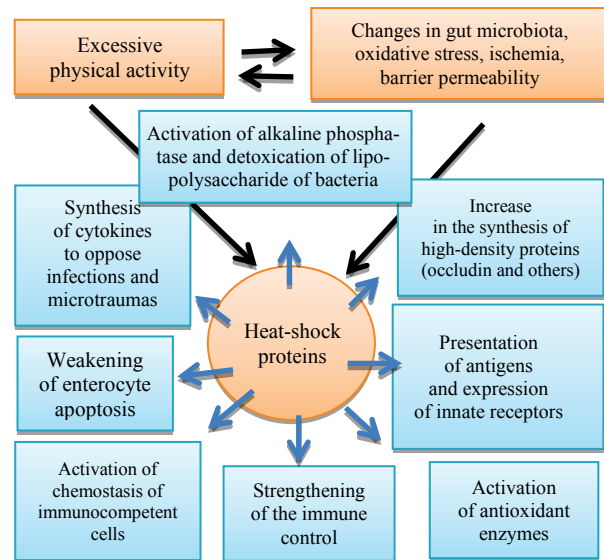 Excessive
physical activity
Changes in gut microbiota,
oxidative stress, ischemia,
barrier permeability
Activation of alkaline phospha-
tase and detoxication of lipo-
polysaccharide of bacteria
Synthesis
of cytokines
to oppose
infections and
microtraumas
Increase
in the synthesis of
high-density proteins
(occludin and others)
Heat-shock
proteins
Weakening
of enterocyte
apoptosis
Presentation
of antigens
and expression
of innate receptors
Activation of
chemostasis of
immunocompetent
cells
Strengthening
of the immune
control
Activation
of antioxidant
enzymes